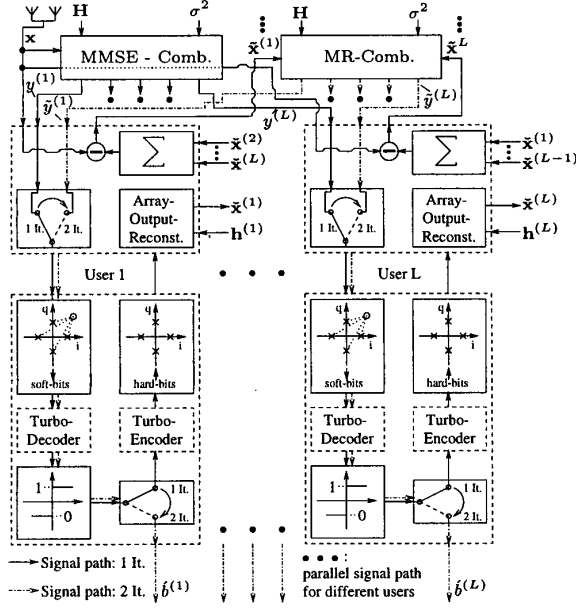 H σ² H σ²
x MMSE - Comb. x̃^(1) MR-Comb. x̃^L
y^(1) ỹ^(1) y^(L) ỹ^(L)
∑ x̌^(2) x̌^(L)
∑ x̌^(1) x̌^(L-1)
1 It. 2 It.
Array-
Output-
Reconst.
x̌^(1)
h^(1)
1 It. 2 It.
Array-
Output-
Reconst.
x̌^(L)
h^(L)
User 1 User L
q i soft-bits
q i hard-bits
q i soft-bits
q i hard-bits
Turbo-
Decoder
Turbo-
Encoder
Turbo-
Decoder
Turbo-
Encoder
1 0
1 It.
2 It.
1 0
1 It.
2 It.
Signal path: 1 It.
Signal path: 2 It.
b́^(1)
:
parallel signal path
for different users
b́^(L)